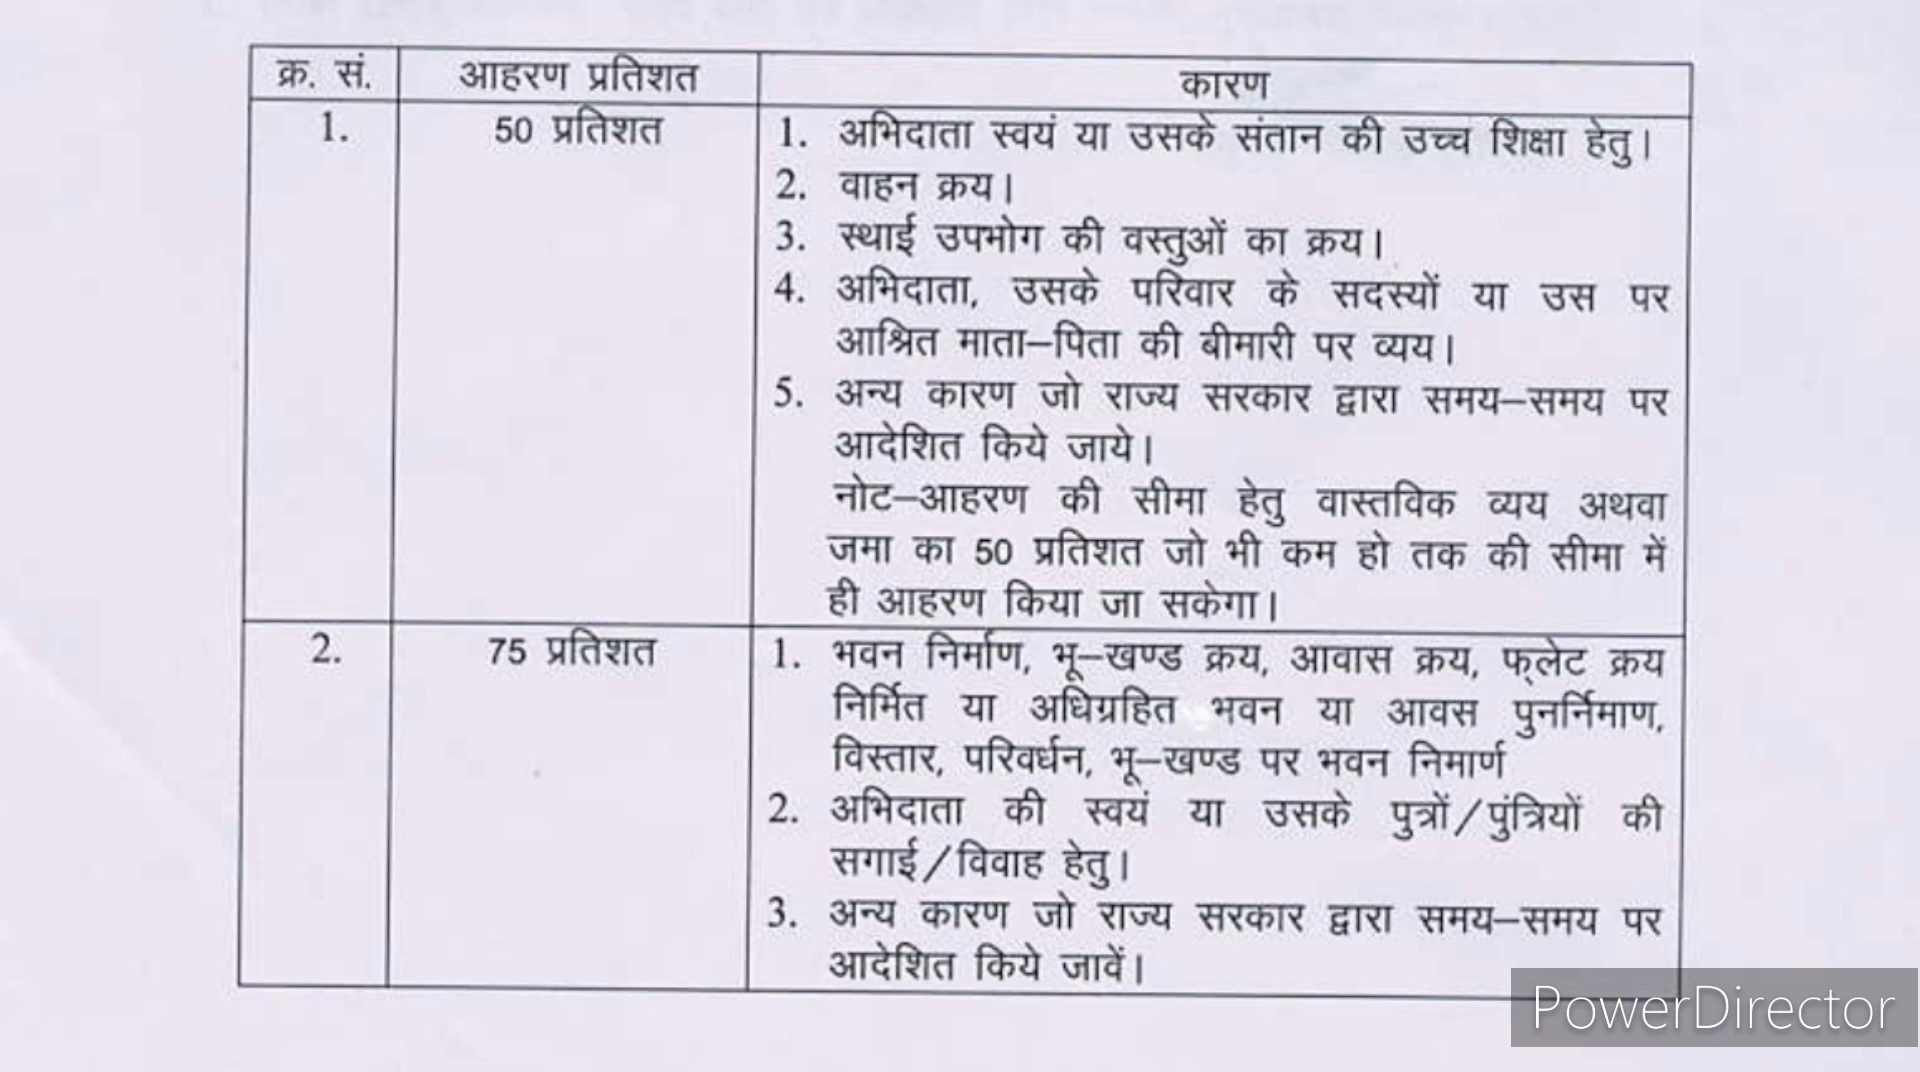 क्र. सं. आहरण प्रतिशत कारण
1. 50 प्रतिशत 1. अभिदाता स्वयं या उसके संतान की उच्च शिक्षा हेतु।
2. वाहन क्रय।
3. स्थाई उपभोग की वस्तुओं का क्रय।
4. अभिदाता, उसके परिवार के सदस्यों या उस पर
आश्रित माता–पिता की बीमारी पर व्यय।
5. अन्य कारण जो राज्य सरकार द्वारा समय–समय पर
आदेशित किये जाये।
नोट–आहरण की सीमा हेतु वास्तविक व्यय अथवा
जमा का 50 प्रतिशत जो भी कम हो तक की सीमा में
ही आहरण किया जा सकेगा।
2. 75 प्रतिशत 1. भवन निर्माण, भू–खण्ड क्रय, आवास क्रय, फ्लेट क्रय
निर्मित या अधिग्रहित भवन या आवस पुनर्निमाण,
विस्तार, परिवर्धन, भू–खण्ड पर भवन निमार्ण
2. अभिदाता की स्वयं या उसके पुत्रों/पुंत्रियों की
सगाई/विवाह हेतु।
3. अन्य कारण जो राज्य सरकार द्वारा समय–समय पर
आदेशित किये जावें।
PowerDirector